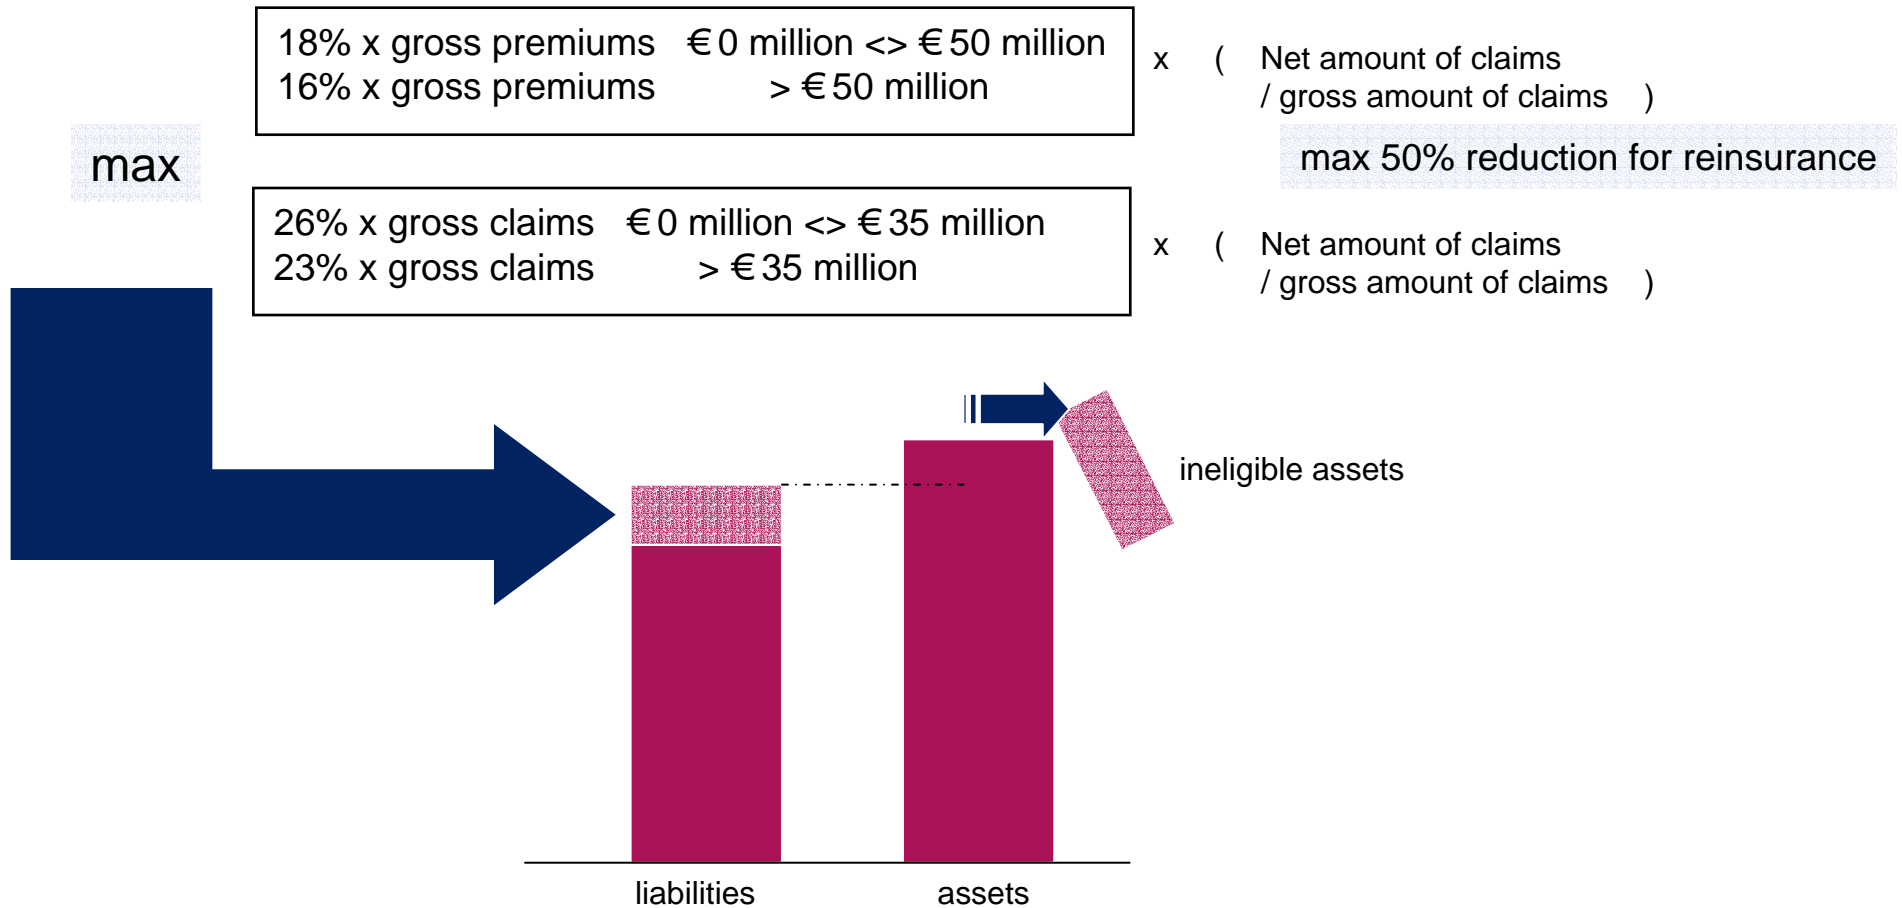 18% x gross premiums €0 million <> €50 million
16% x gross premiums > €50 million
x ( Net amount of claims
/ gross amount of claims )
max
max 50% reduction for reinsurance
26% x gross claims €0 million <> €35 million
23% x gross claims > €35 million
x ( Net amount of claims
/ gross amount of claims )
ineligible assets
liabilities
assets